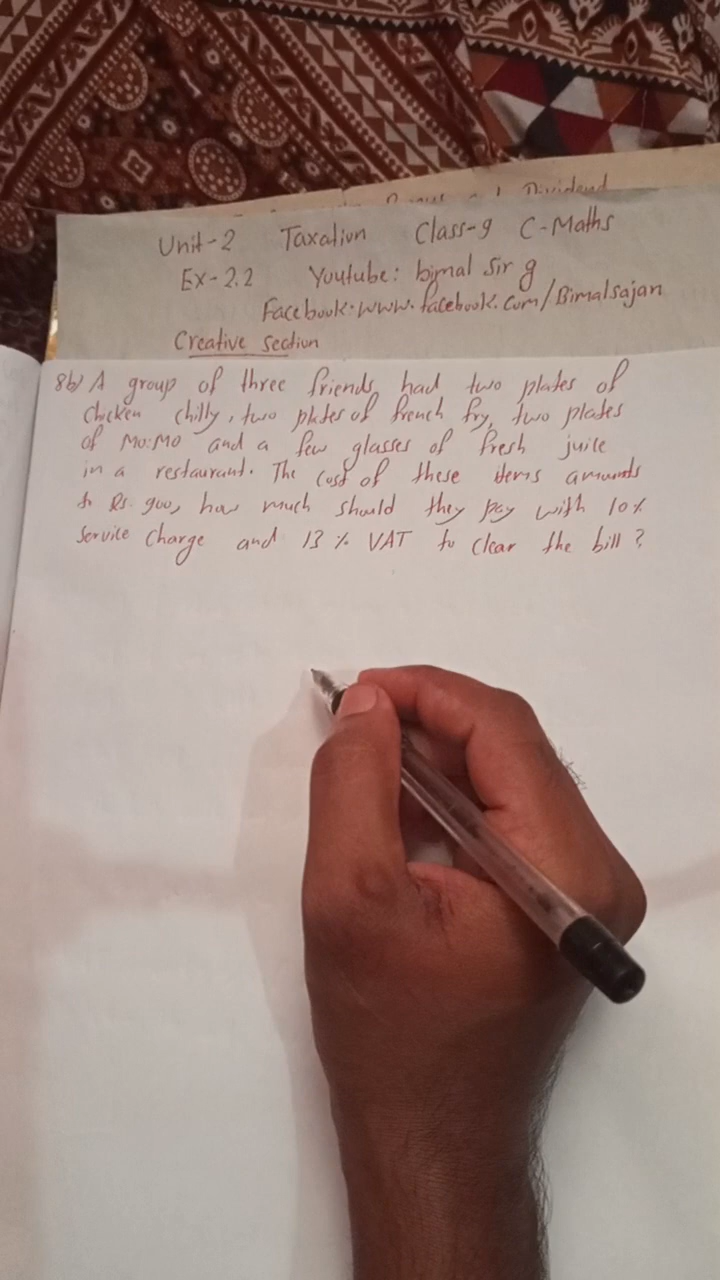 Dividend
Unit-2 Taxation Class-9 C-Maths
Ex-2.2 Youtube: bimal sir g
Facebook:www.facebook.com/Bimalsajan
Creative section
8b) A group of three friends had two plates of
chicken chilly, two plates of french fry, two plates
of Mo:Mo and a few glasses of fresh juice
in a restaurant. The cost of these items amounts
to Rs. 900, how much should they pay with 10%
service charge and 13% VAT to clear the bill?